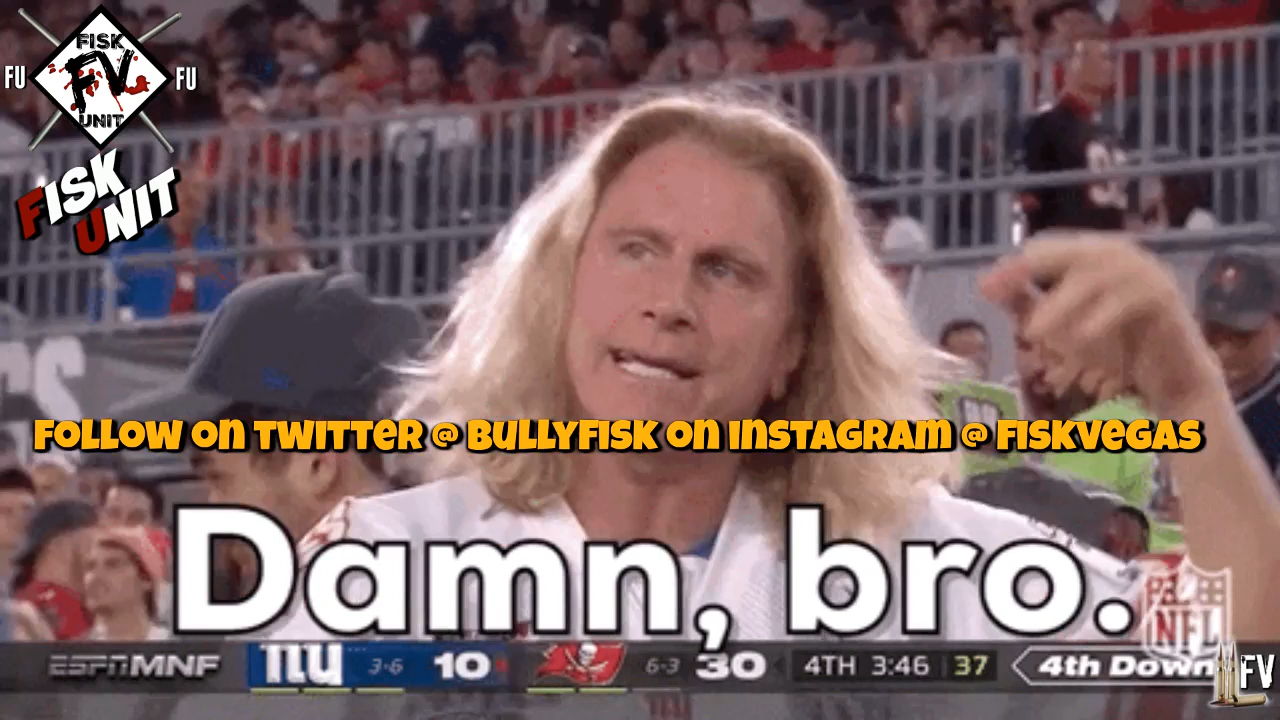 FISK
FU FV FU
UNIT
FISK
UNIT
FOLLOW ON TWITTER @ BULLYFISK ON INSTAGRAM @ FISKVEGAS
Damn, bro.
NFL
ESPN MNF ny 3-6 10 6-3 30 4TH 3:46 37 4th Down
FV